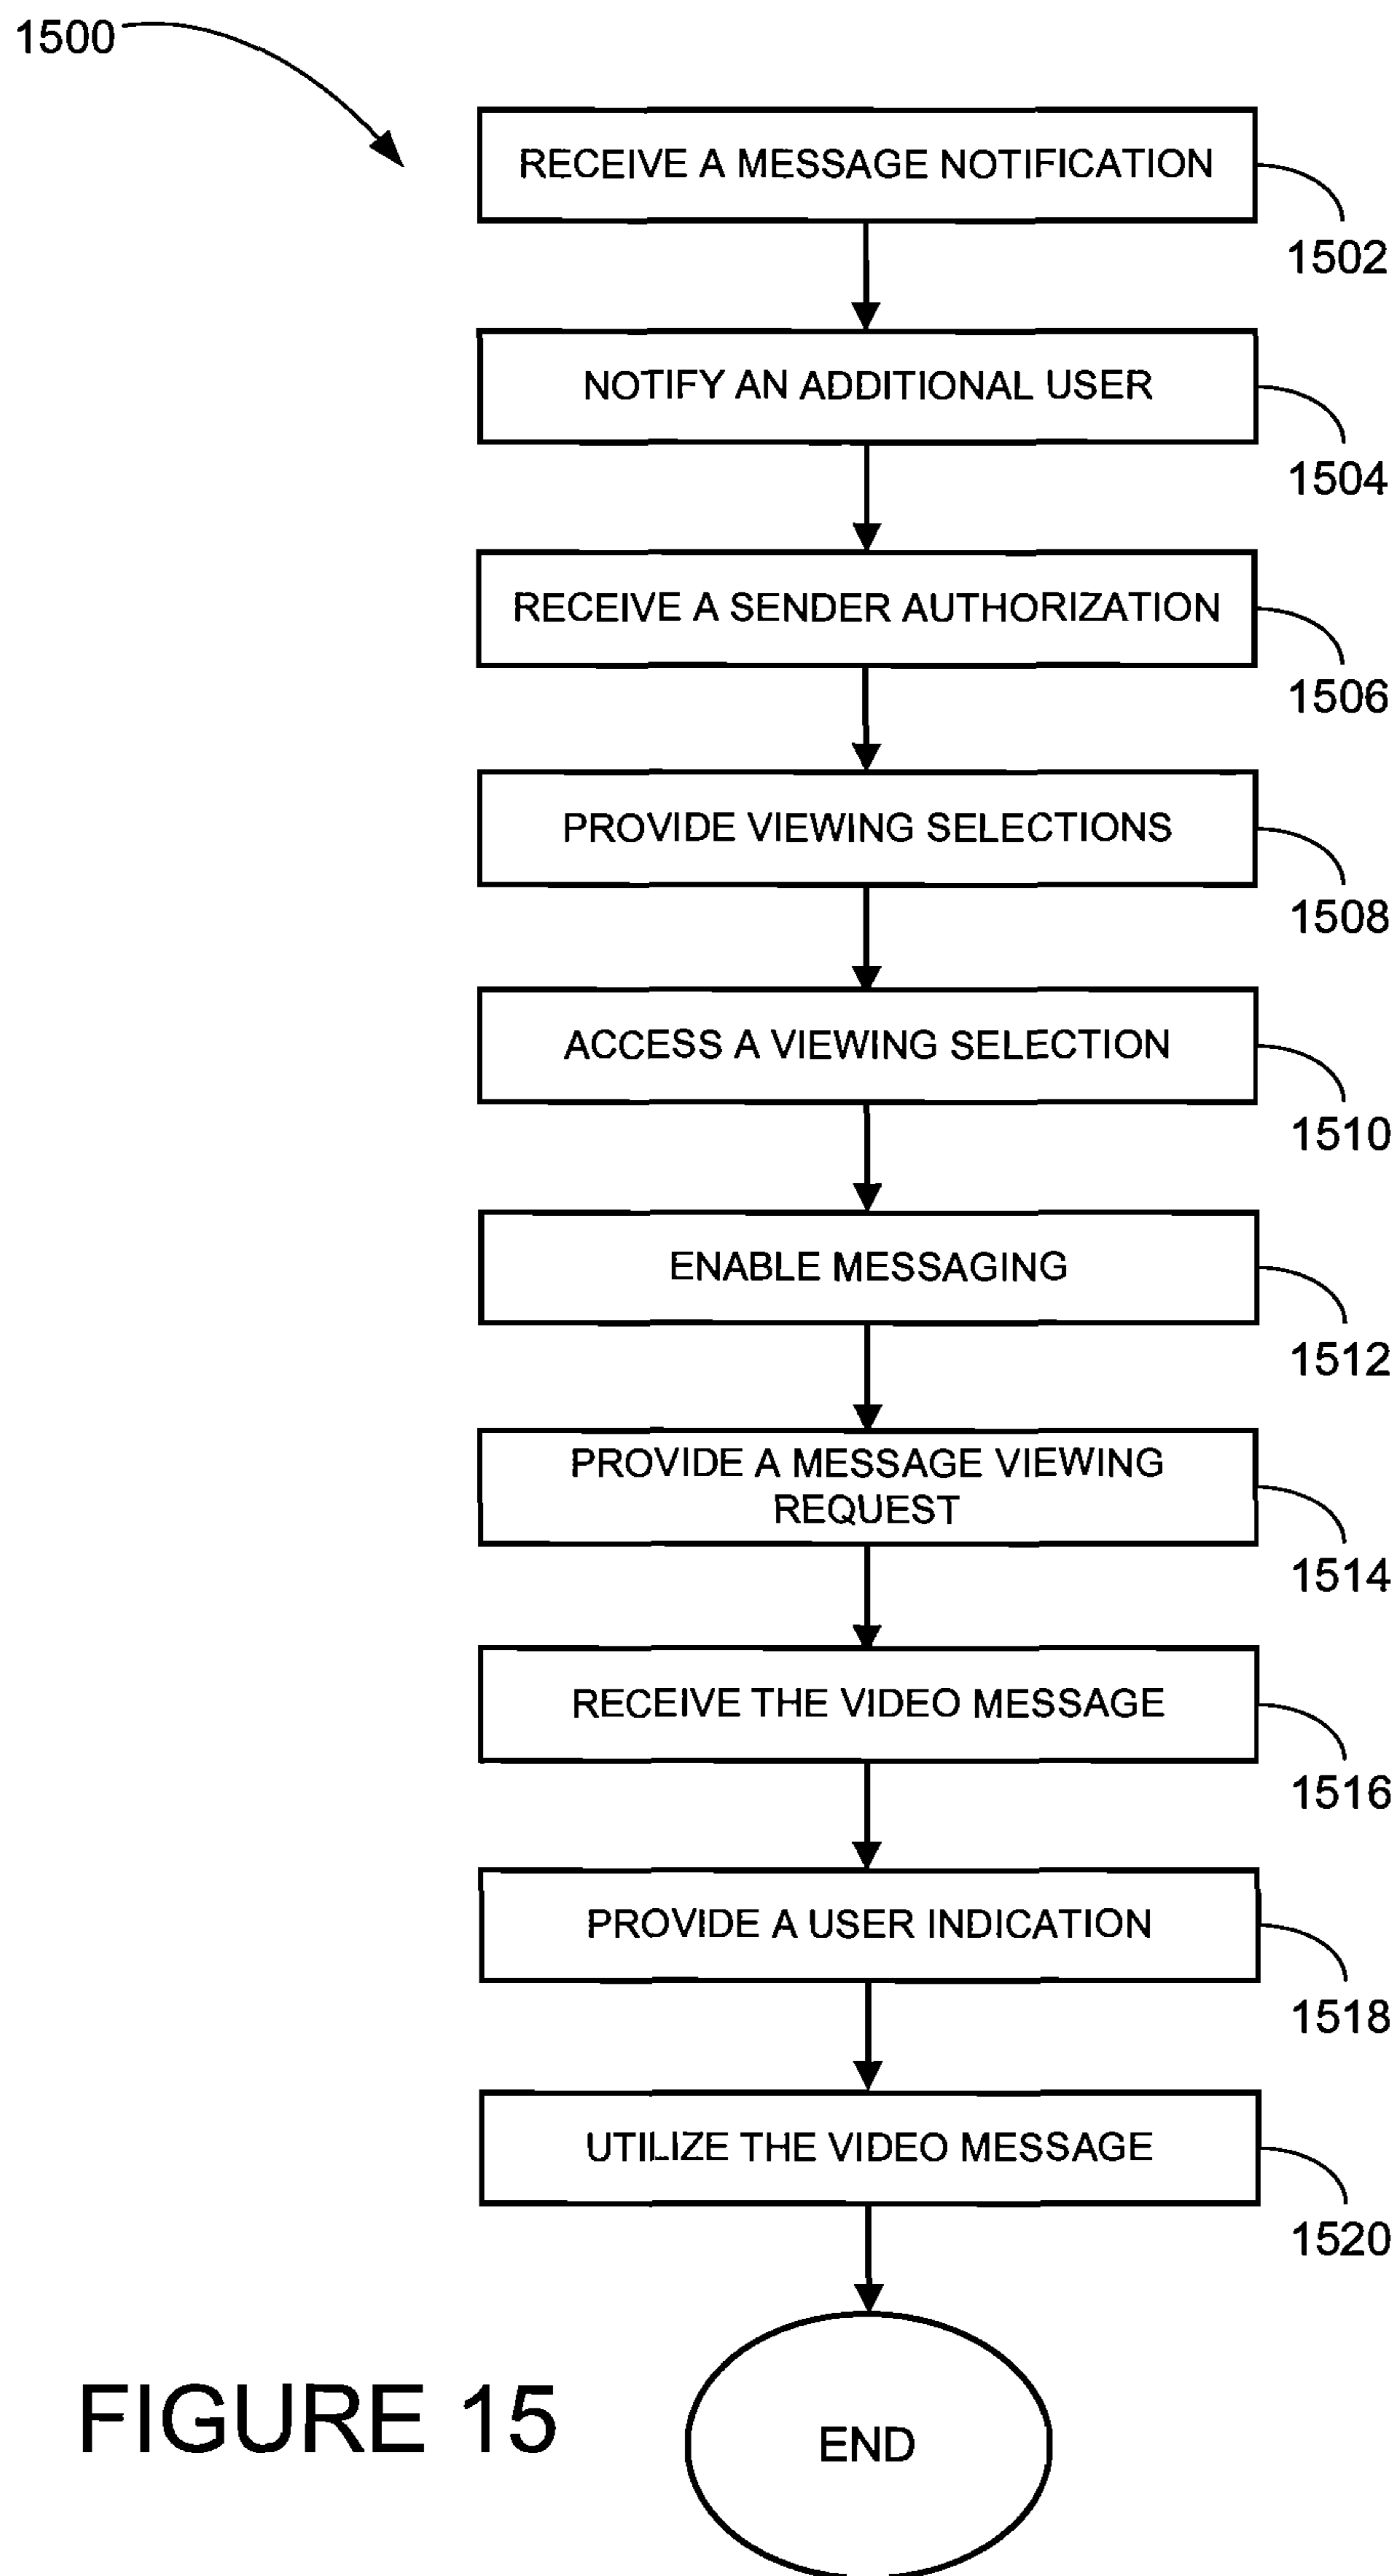 1500
RECEIVE A MESSAGE NOTIFICATION
1502
NOTIFY AN ADDITIONAL USER
1504
RECEIVE A SENDER AUTHORIZATION
1506
PROVIDE VIEWING SELECTIONS
1508
ACCESS A VIEWING SELECTION
1510
ENABLE MESSAGING
1512
PROVIDE A MESSAGE VIEWING
REQUEST
1514
RECEIVE THE VIDEO MESSAGE
1516
PROVIDE A USER INDICATION
1518
UTILIZE THE VIDEO MESSAGE
1520
FIGURE 15
END